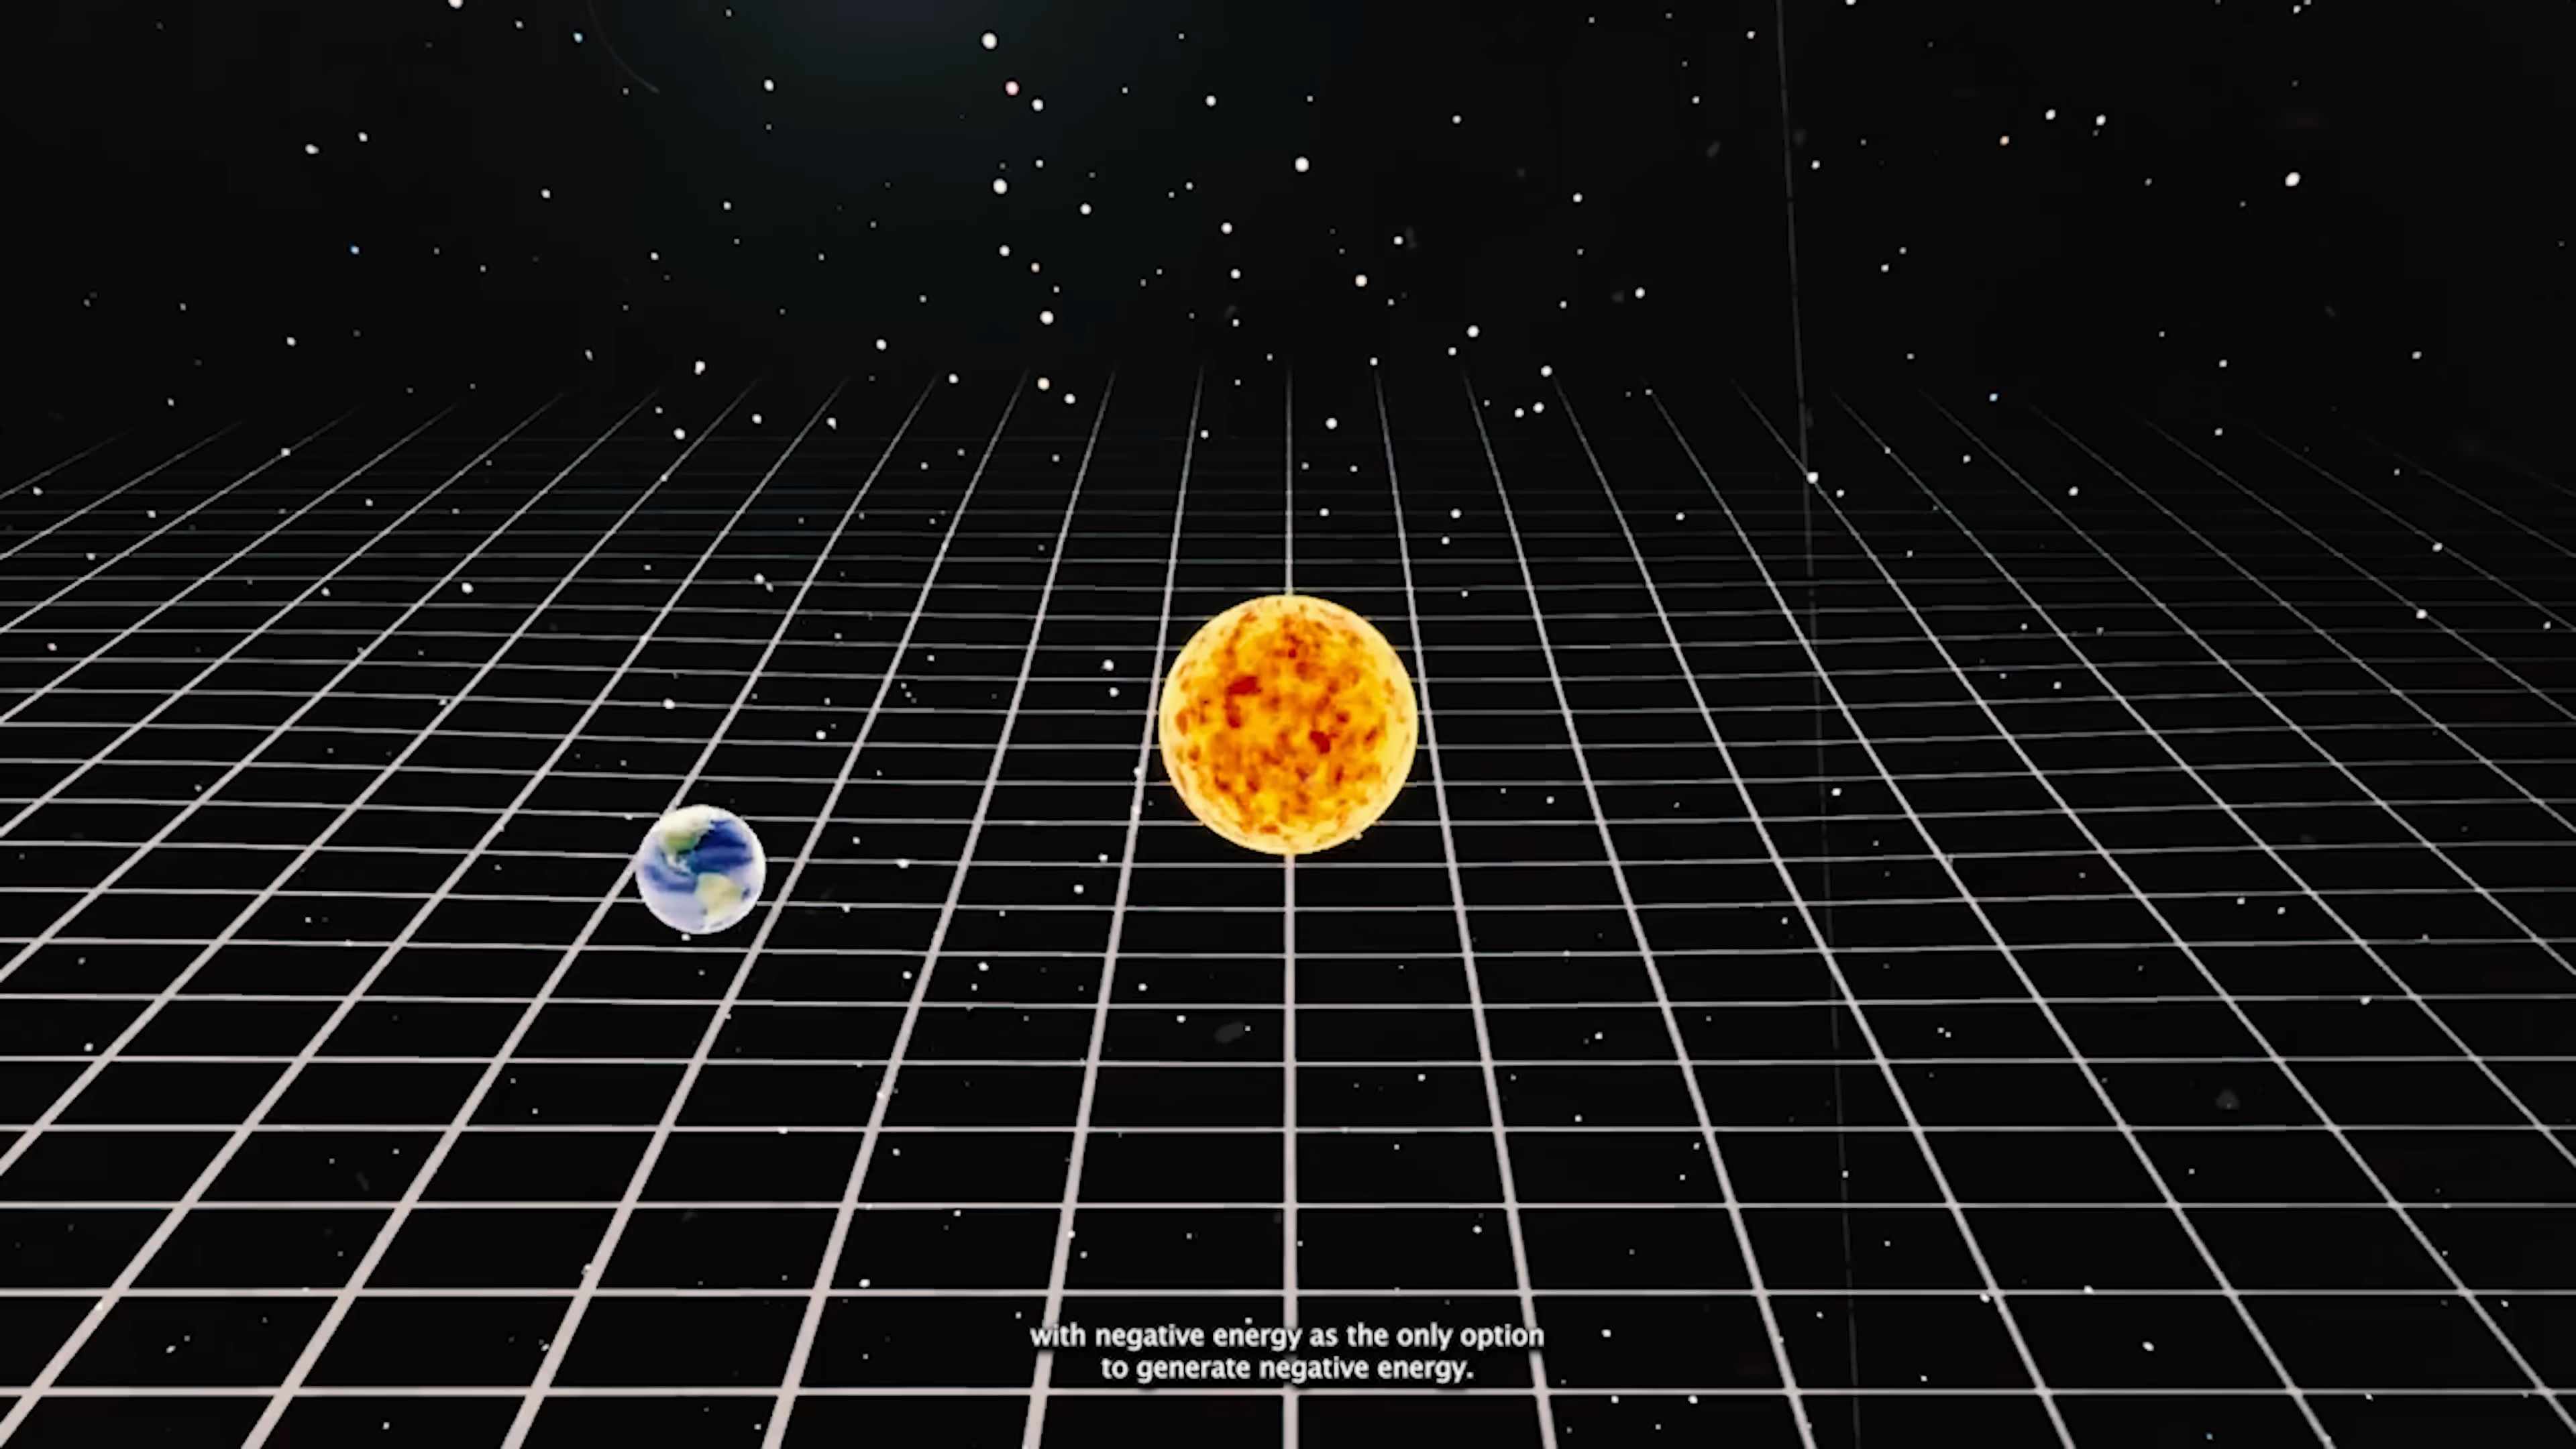 with negative energy as the only option
to generate negative energy.